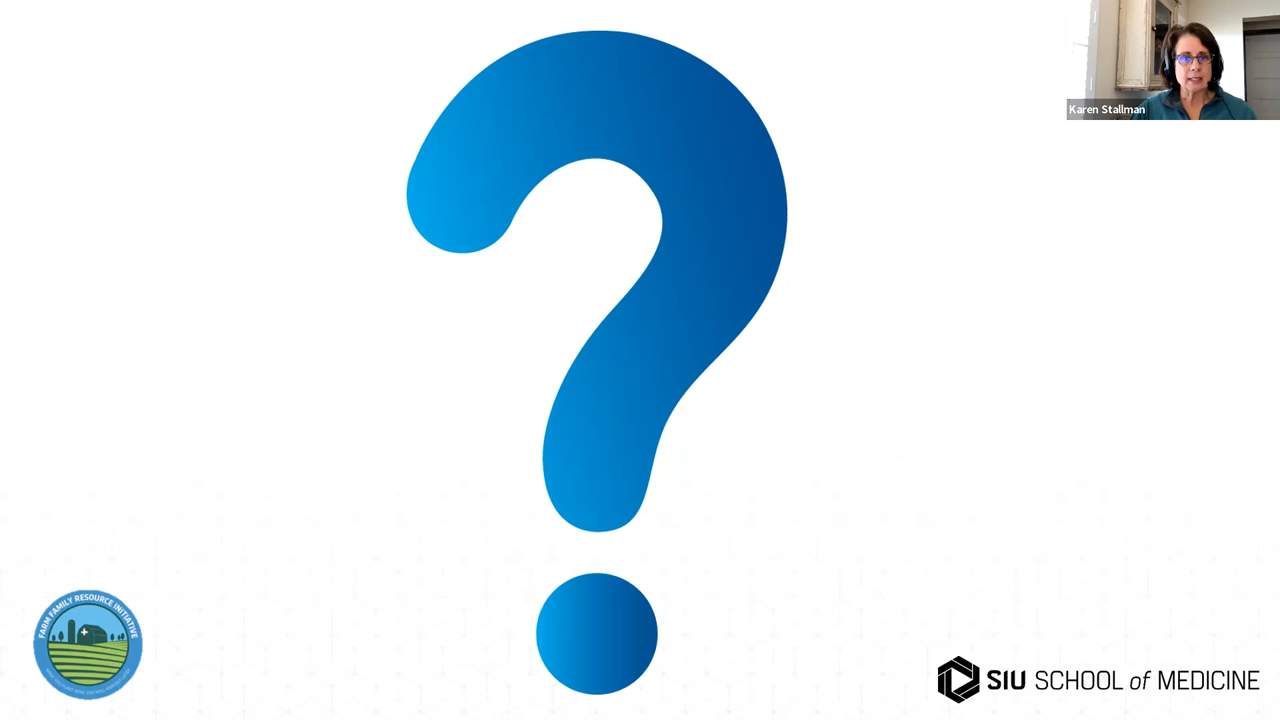 Karen Stallman
FARM FAMILY RESOURCE INITIATIVE
SIU SCHOOL of MEDICINE